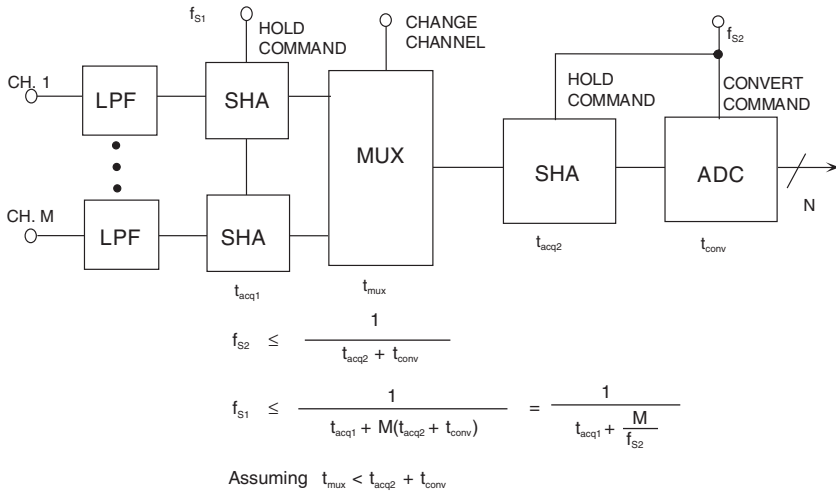 f_S1
HOLD
COMMAND
CHANGE
CHANNEL
f_S2
HOLD
COMMAND
CONVERT
COMMAND
CH. 1
LPF
SHA
MUX
SHA
ADC
N
CH. M
LPF
SHA
t_acq1
t_mux
t_acq2
t_conv
f_S2 ≤ 1 / (t_acq2 + t_conv)
f_S1 ≤ 1 / (t_acq1 + M(t_acq2 + t_conv)) = 1 / (t_acq1 + M / f_S2)
Assuming t_mux < t_acq2 + t_conv